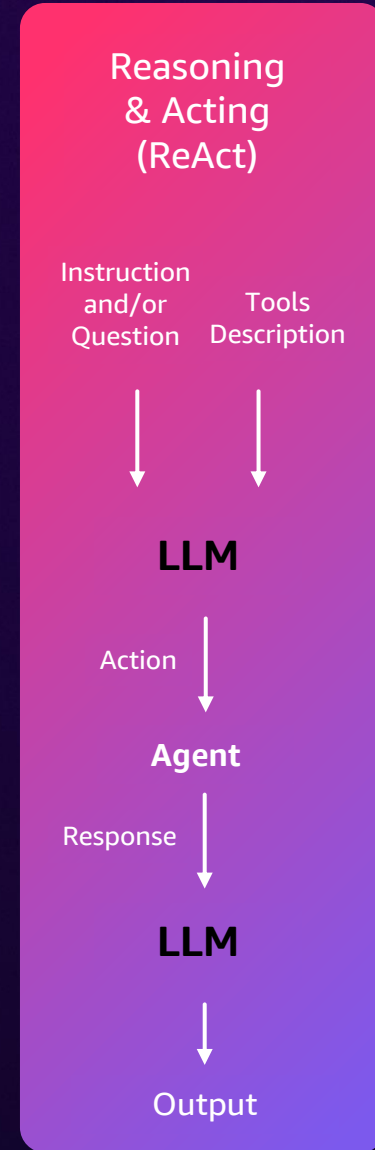 Reasoning
& Acting
(ReAct)
Instruction
and/or
Question
Tools
Description
LLM
Action
Agent
Response
LLM
Output